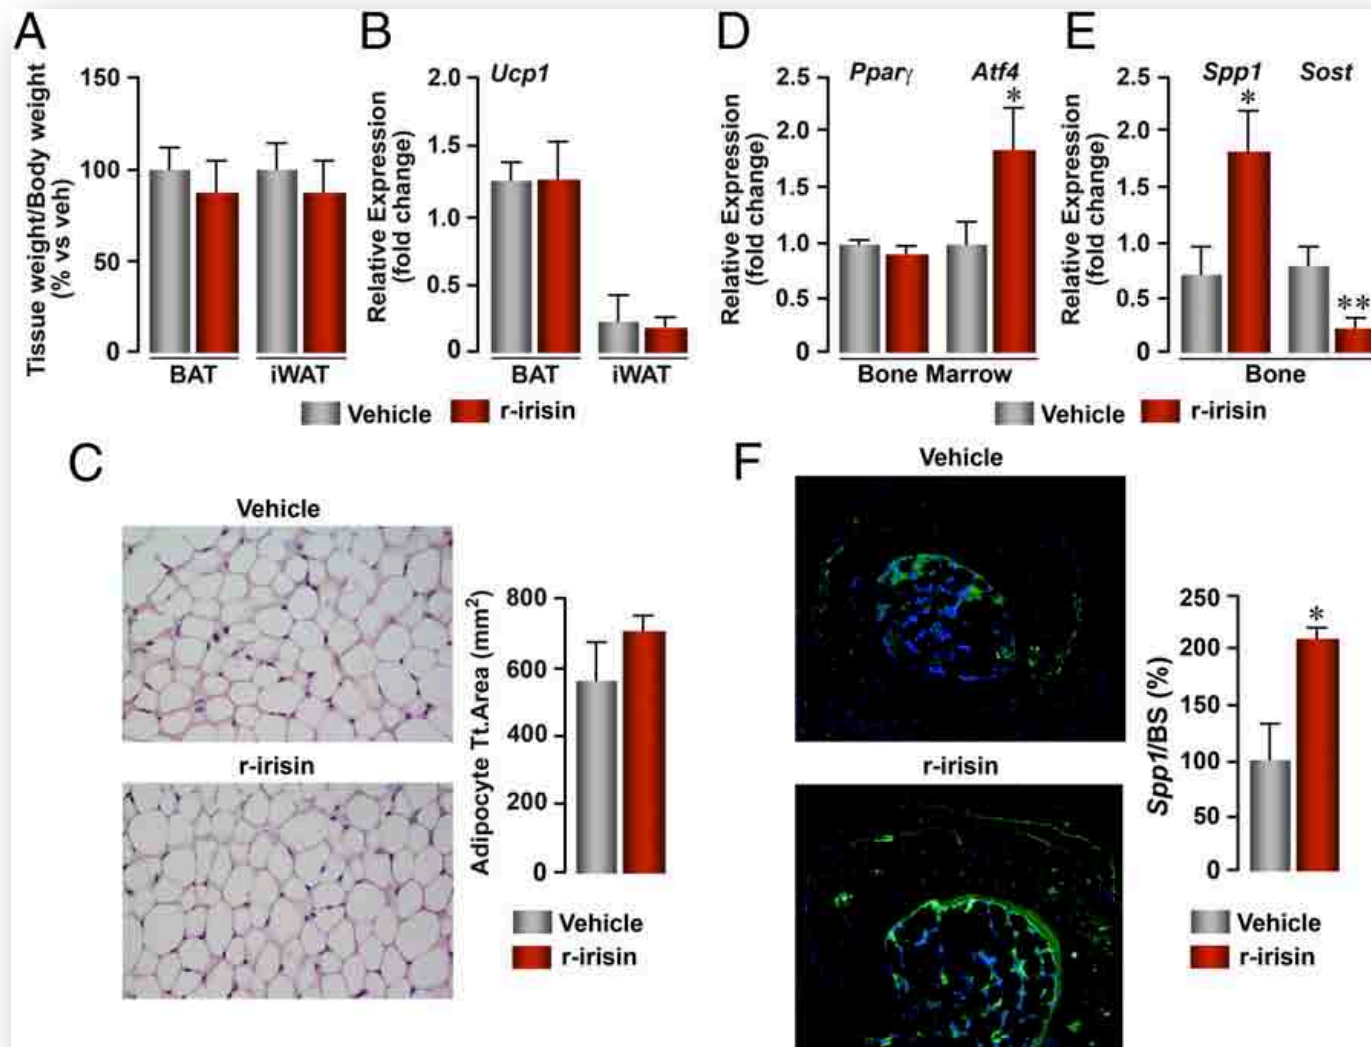 A
Tissue weight/Body weight
(% vs veh)
150
100
50
0
BAT
iWAT
B
Ucp1
Relative Expression
(fold change)
2.0
1.5
1.0
0.5
0
BAT
iWAT
Vehicle
r-irisin
D
Pparγ
Atf4
Relative Expression
(fold change)
2.5
2.0
1.5
1.0
0.5
0
*
Bone Marrow
E
Spp1
Sost
Relative Expression
(fold change)
2.5
2.0
1.5
1.0
0.5
0
*
**
Bone
Vehicle
r-irisin
C
Vehicle
r-irisin
Adipocyte Tt.Area (mm²)
800
600
400
200
0
Vehicle
r-irisin
F
Vehicle
r-irisin
Spp1/BS (%)
250
200
150
100
50
0
*
Vehicle
r-irisin